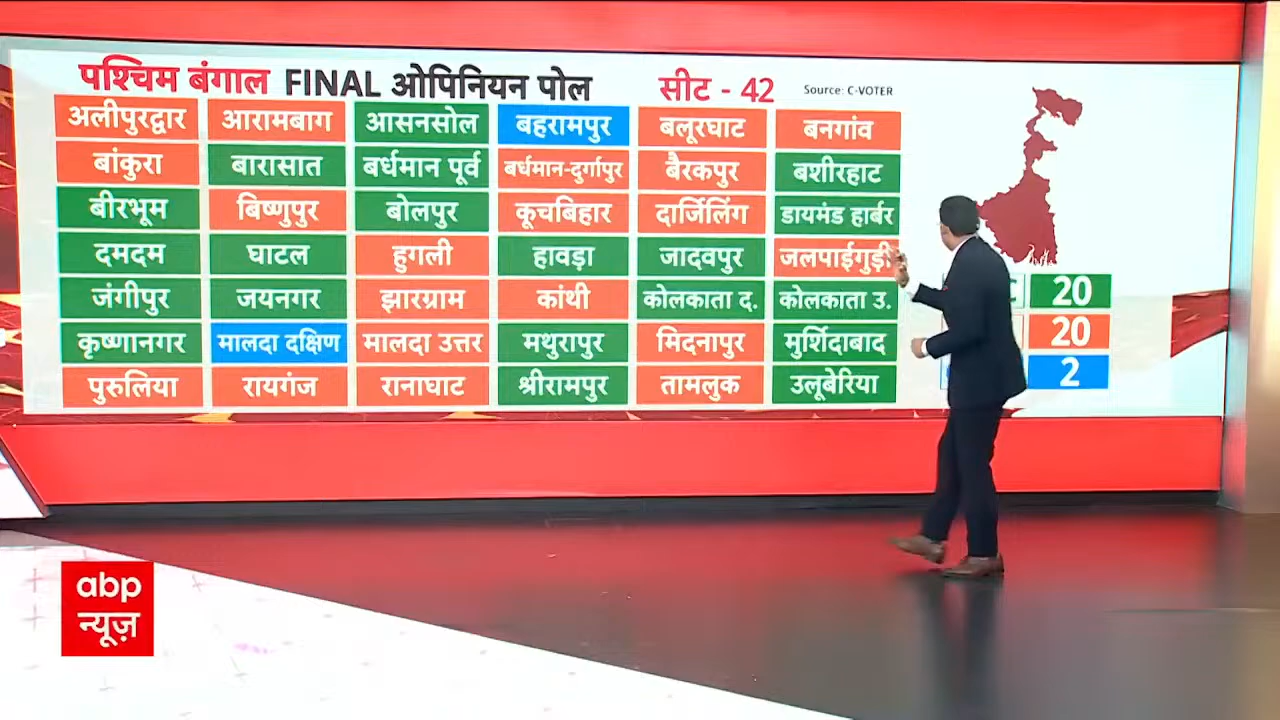 पश्चिम बंगाल FINAL ओपिनियन पोल सीट - 42 Source: C-VOTER
अलीपुरद्वार आरामबाग आसनसोल बहरामपुर बलूरघाट बनगांव
बांकुरा बारासात बर्धमान पूर्व बर्धमान-दुर्गापुर बैरकपुर बशीरहाट
बीरभूम बिष्णुपुर बोलपुर कूचबिहार दार्जिलिंग डायमंड हार्बर
दमदम घाटल हुगली हावड़ा जादवपुर जलपाईगुड़ी
जंगीपुर जयनगर झारग्राम कांथी कोलकाता द. कोलकाता उ.
कृष्णानगर मालदा दक्षिण मालदा उत्तर मथुरापुर मिदनापुर मुर्शिदाबाद
पुरुलिया रायगंज रानाघाट श्रीरामपुर तामलुक उलूबेरिया
20
20
2
abp
न्यूज़